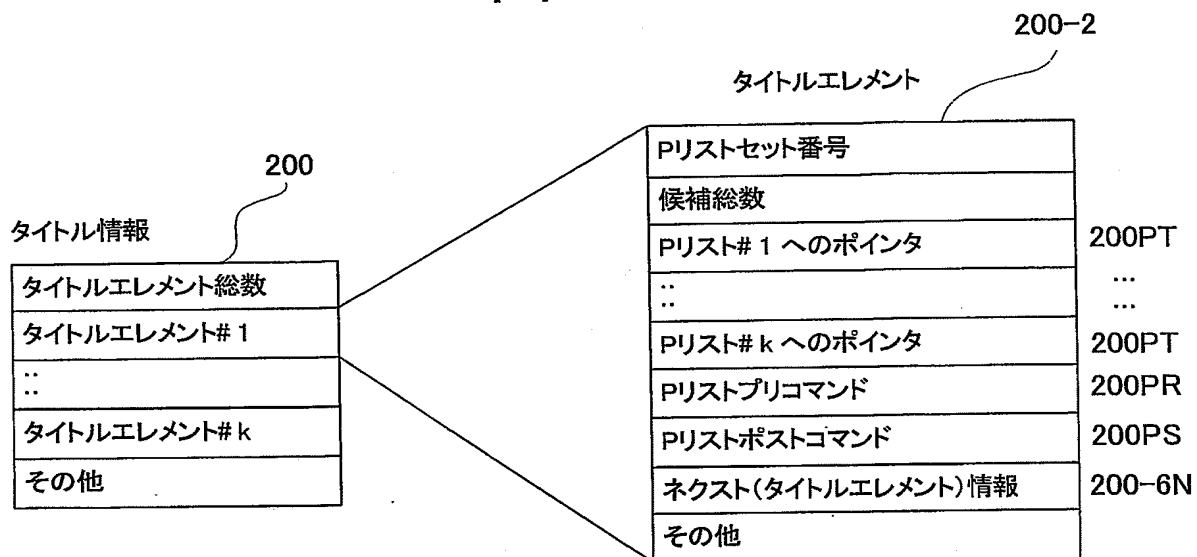 200-2
タイトルエレメント
200
タイトル情報
タイトルエレメント総数
タイトルエレメント#1
::
タイトルエレメント#k
その他
Pリストセット番号
候補総数
Pリスト#1へのポインタ 200PT
:: …
…
Pリスト#kへのポインタ 200PT
Pリストプリコマンド 200PR
Pリストポストコマンド 200PS
ネクスト(タイトルエレメント)情報 200-6N
その他